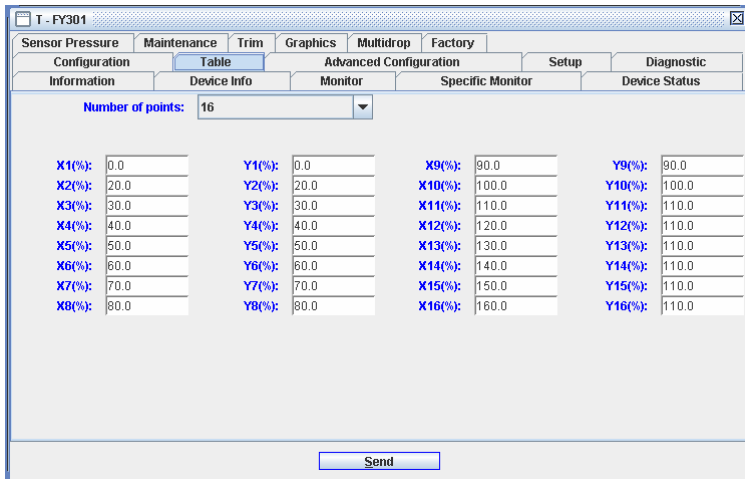 T - FY301
Sensor Pressure Maintenance Trim Graphics Multidrop Factory
Configuration Table Advanced Configuration Setup Diagnostic
Information Device Info Monitor Specific Monitor Device Status
Number of points: 16
X1(%): 0.0 Y1(%): 0.0 X9(%): 90.0 Y9(%): 90.0
X2(%): 20.0 Y2(%): 20.0 X10(%): 100.0 Y10(%): 100.0
X3(%): 30.0 Y3(%): 30.0 X11(%): 110.0 Y11(%): 110.0
X4(%): 40.0 Y4(%): 40.0 X12(%): 120.0 Y12(%): 110.0
X5(%): 50.0 Y5(%): 50.0 X13(%): 130.0 Y13(%): 110.0
X6(%): 60.0 Y6(%): 60.0 X14(%): 140.0 Y14(%): 110.0
X7(%): 70.0 Y7(%): 70.0 X15(%): 150.0 Y15(%): 110.0
X8(%): 80.0 Y8(%): 80.0 X16(%): 160.0 Y16(%): 110.0
Send